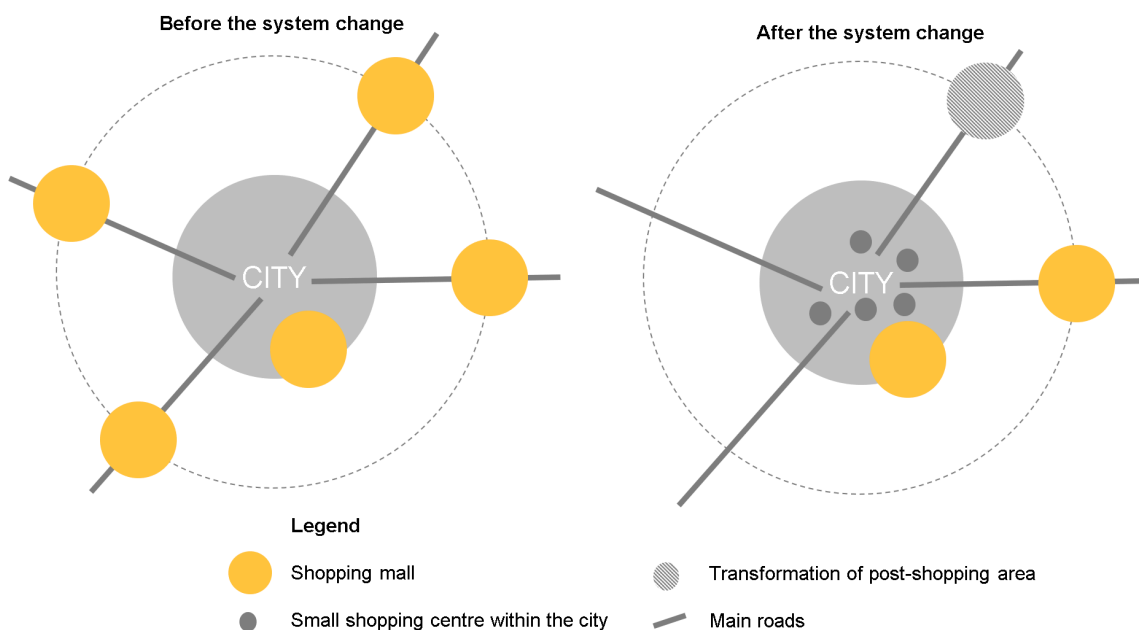 Before the system change
After the system change
CITY
CITY
Legend
Shopping mall
Transformation of post-shopping area
Small shopping centre within the city
Main roads